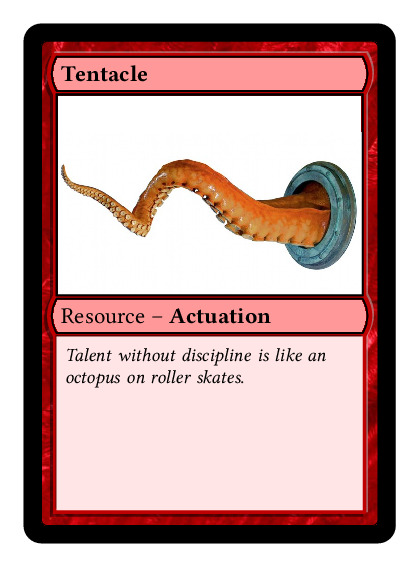 Tentacle
Resource – Actuation
Talent without discipline is like an
octopus on roller skates.